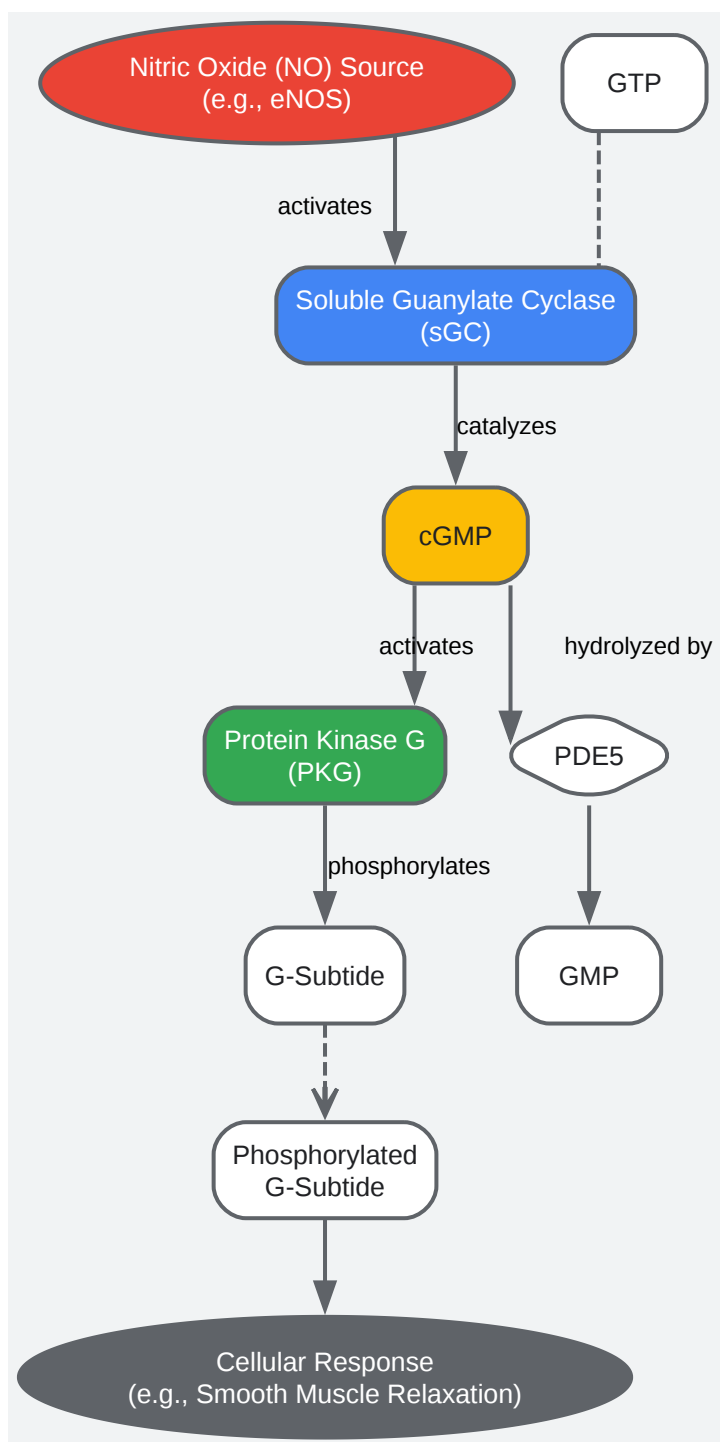 Nitric Oxide (NO) Source
(e.g., eNOS)
GTP
activates
Soluble Guanylate Cyclase
(sGC)
catalyzes
cGMP
activates
hydrolyzed by
Protein Kinase G
(PKG)
PDE5
phosphorylates
G-Subtide
GMP
Phosphorylated
G-Subtide
Cellular Response
(e.g., Smooth Muscle Relaxation)